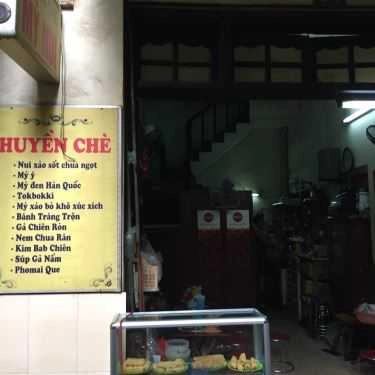 HUYỀN CHÈ
- Nui xào sốt chua ngọt
- Mỳ ý
- Mỳ đen Hàn Quốc
- Tokbokki
- Mỳ xào bò khô xúc xích
- Bánh Tráng Trộn
- Gà Chiên Ròn
- Nem Chua Rán
- Kim Bab Chiên
- Súp Gà Nấm
- Phomai Que